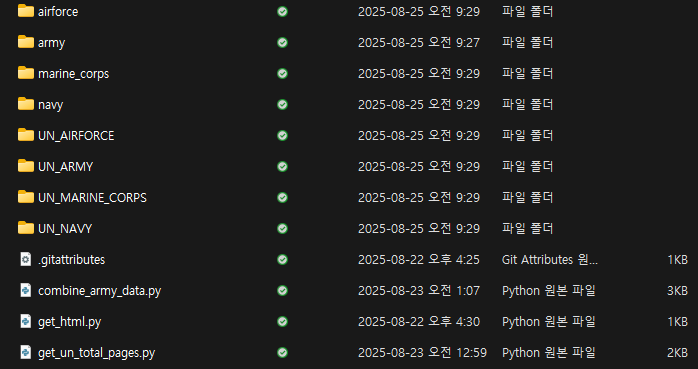 airforce 2025-08-25 오전 9:29 파일 폴더
army 2025-08-25 오전 9:27 파일 폴더
marine_corps 2025-08-25 오전 9:29 파일 폴더
navy 2025-08-25 오전 9:29 파일 폴더
UN_AIRFORCE 2025-08-25 오전 9:29 파일 폴더
UN_ARMY 2025-08-25 오전 9:29 파일 폴더
UN_MARINE_CORPS 2025-08-25 오전 9:29 파일 폴더
UN_NAVY 2025-08-25 오전 9:29 파일 폴더
.gitattributes 2025-08-22 오후 4:25 Git Attributes 원... 1KB
combine_army_data.py 2025-08-23 오전 1:07 Python 원본 파일 3KB
get_html.py 2025-08-22 오후 4:30 Python 원본 파일 1KB
get_un_total_pages.py 2025-08-23 오전 12:59 Python 원본 파일 2KB